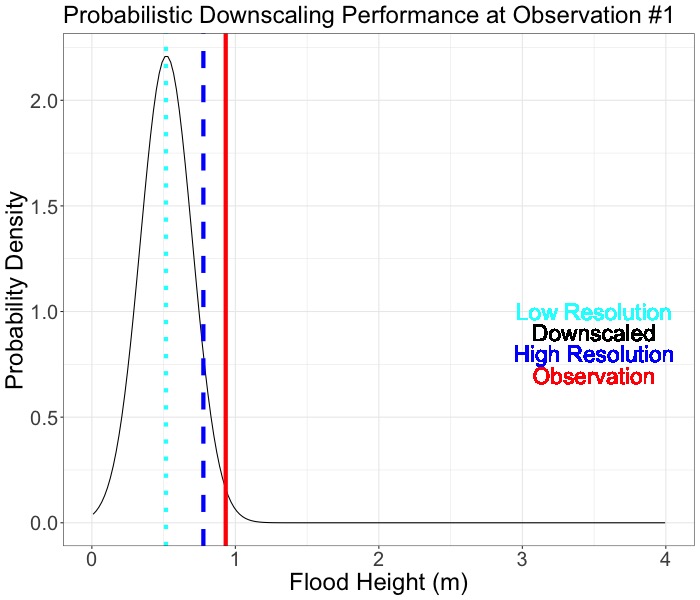 Probabilistic Downscaling Performance at Observation #1
Probability Density
2.0
1.5
1.0
0.5
0.0
Low Resolution
Downscaled
High Resolution
Observation
0 1 2 3 4
Flood Height (m)